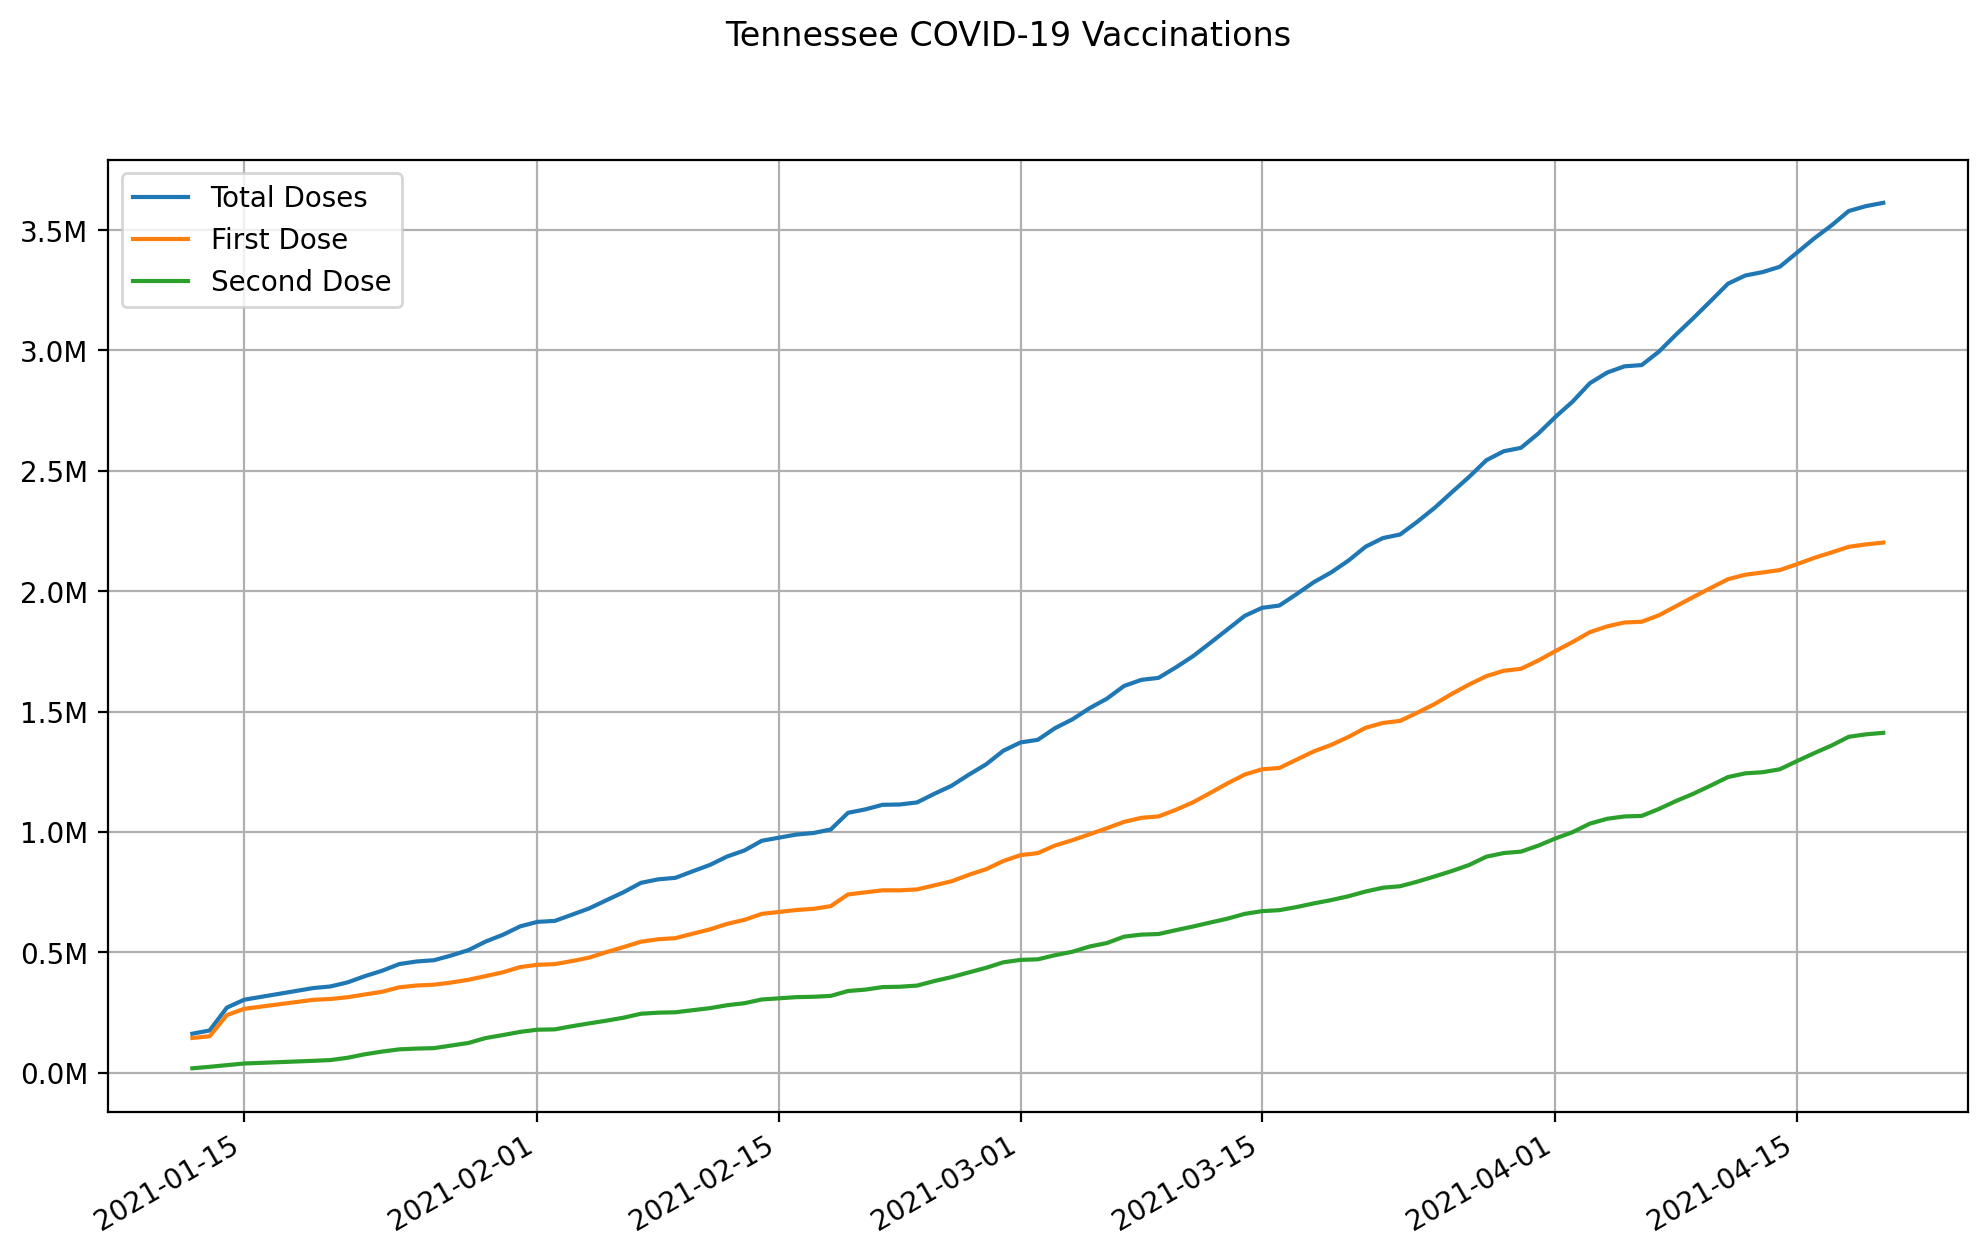 Tennessee COVID-19 Vaccinations
Total Doses
First Dose
Second Dose
3.5M
3.0M
2.5M
2.0M
1.5M
1.0M
0.5M
0.0M
2021-01-15
2021-02-01
2021-02-15
2021-03-01
2021-03-15
2021-04-01
2021-04-15